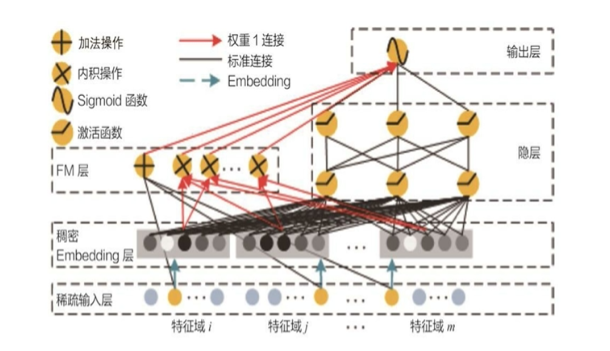 加法操作
权重 1 连接
输出层
内积操作
标准连接
Sigmoid 函数
Embedding
激活函数
隐层
FM 层
稠密
Embedding 层
稀疏输入层
特征域 i
特征域 j
特征域 m